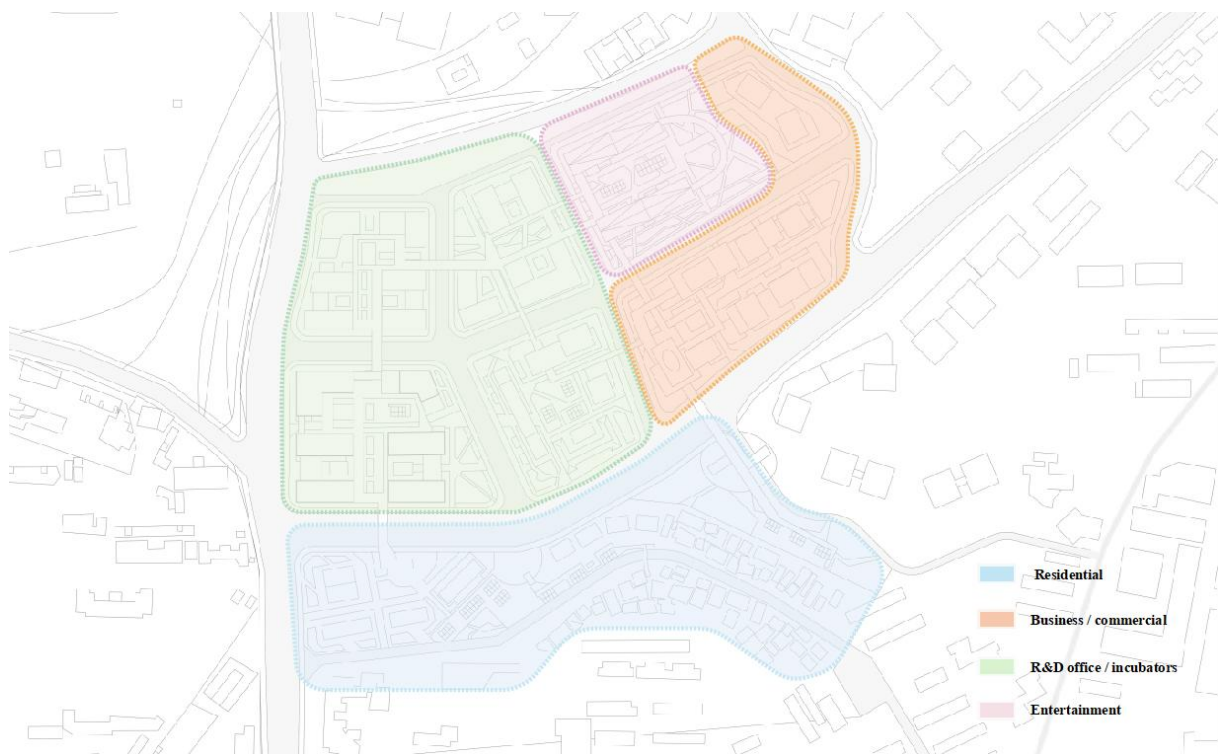 Residential
Business / commercial
R&D office / incubators
Entertainment